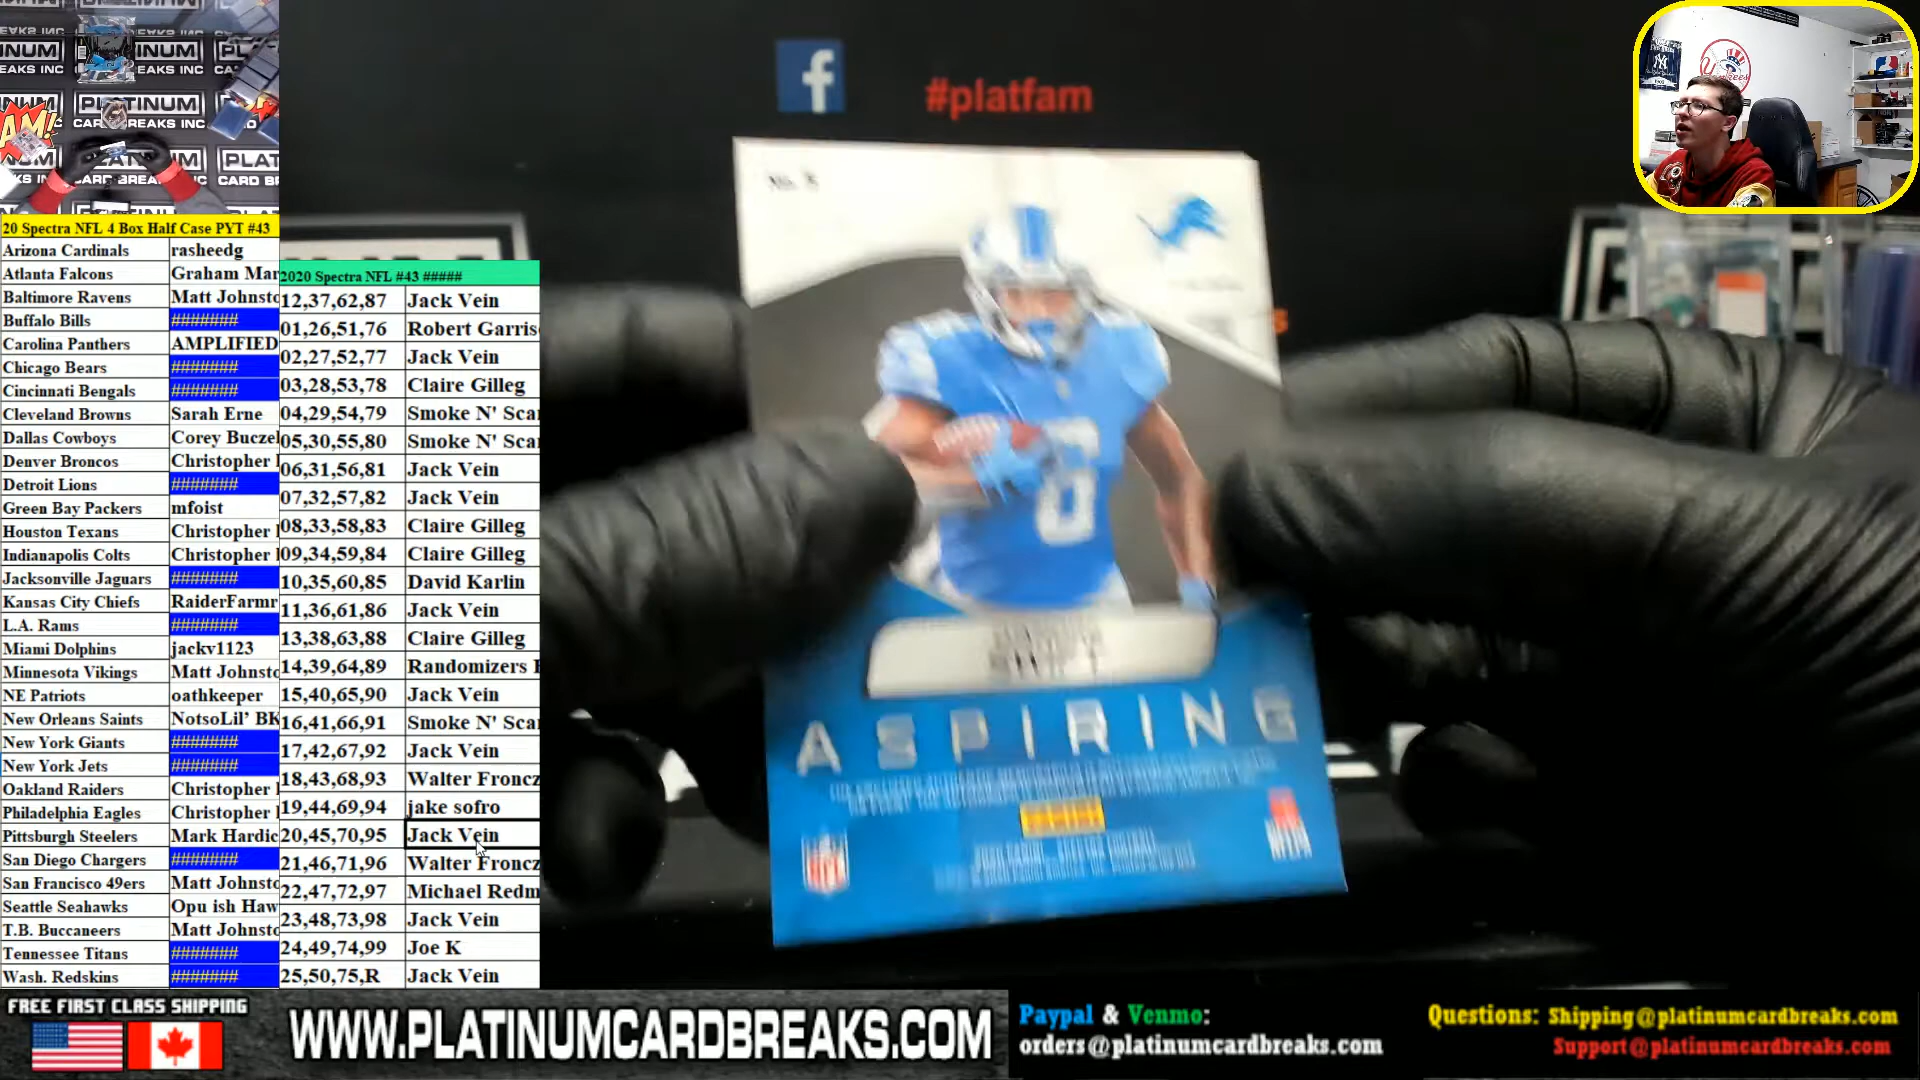 #platfam
20 Spectra NFL 4 Box Half Case PYT #43
Arizona Cardinals rasheedg
Atlanta Falcons Graham Mar
Baltimore Ravens Matt Johnsto
Buffalo Bills #######
Carolina Panthers AMPLIFIED
Chicago Bears #######
Cincinnati Bengals #######
Cleveland Browns Sarah Erne
Dallas Cowboys Corey Buczel
Denver Broncos Christopher
Detroit Lions #######
Green Bay Packers mfoist
Houston Texans Christopher
Indianapolis Colts Christopher
Jacksonville Jaguars #######
Kansas City Chiefs RaiderFarmr
L.A. Rams #######
Miami Dolphins jackv1123
Minnesota Vikings Matt Johnsto
NE Patriots oathkeeper
New Orleans Saints NotsoLil’ BK
New York Giants #######
New York Jets #######
Oakland Raiders Christopher
Philadelphia Eagles Christopher
Pittsburgh Steelers Mark Hardic
San Diego Chargers #######
San Francisco 49ers Matt Johnsto
Seattle Seahawks Opu ish Haw
T.B. Buccaneers Matt Johnsto
Tennessee Titans #######
Wash. Redskins #######
2020 Spectra NFL #43 #####
12,37,62,87 Jack Vein
01,26,51,76 Robert Garriso
02,27,52,77 Jack Vein
03,28,53,78 Claire Gilleg
04,29,54,79 Smoke N' Scar
05,30,55,80 Smoke N' Scar
06,31,56,81 Jack Vein
07,32,57,82 Jack Vein
08,33,58,83 Claire Gilleg
09,34,59,84 Claire Gilleg
10,35,60,85 David Karlin
11,36,61,86 Jack Vein
13,38,63,88 Claire Gilleg
14,39,64,89 Randomizers
15,40,65,90 Jack Vein
16,41,66,91 Smoke N' Scar
17,42,67,92 Jack Vein
18,43,68,93 Walter Froncz
19,44,69,94 jake sofro
20,45,70,95 Jack Vein
21,46,71,96 Walter Froncz
22,47,72,97 Michael Redm
23,48,73,98 Jack Vein
24,49,74,99 Joe K
25,50,75,R Jack Vein
ASPIRING
NFL
FREE FIRST CLASS SHIPPING
WWW.PLATINUMCARDBREAKS.COM
Paypal & Venmo:
orders@platinumcardbreaks.com
Questions: Shipping@platinumcardbreaks.com
Support@platinumcardbreaks.com